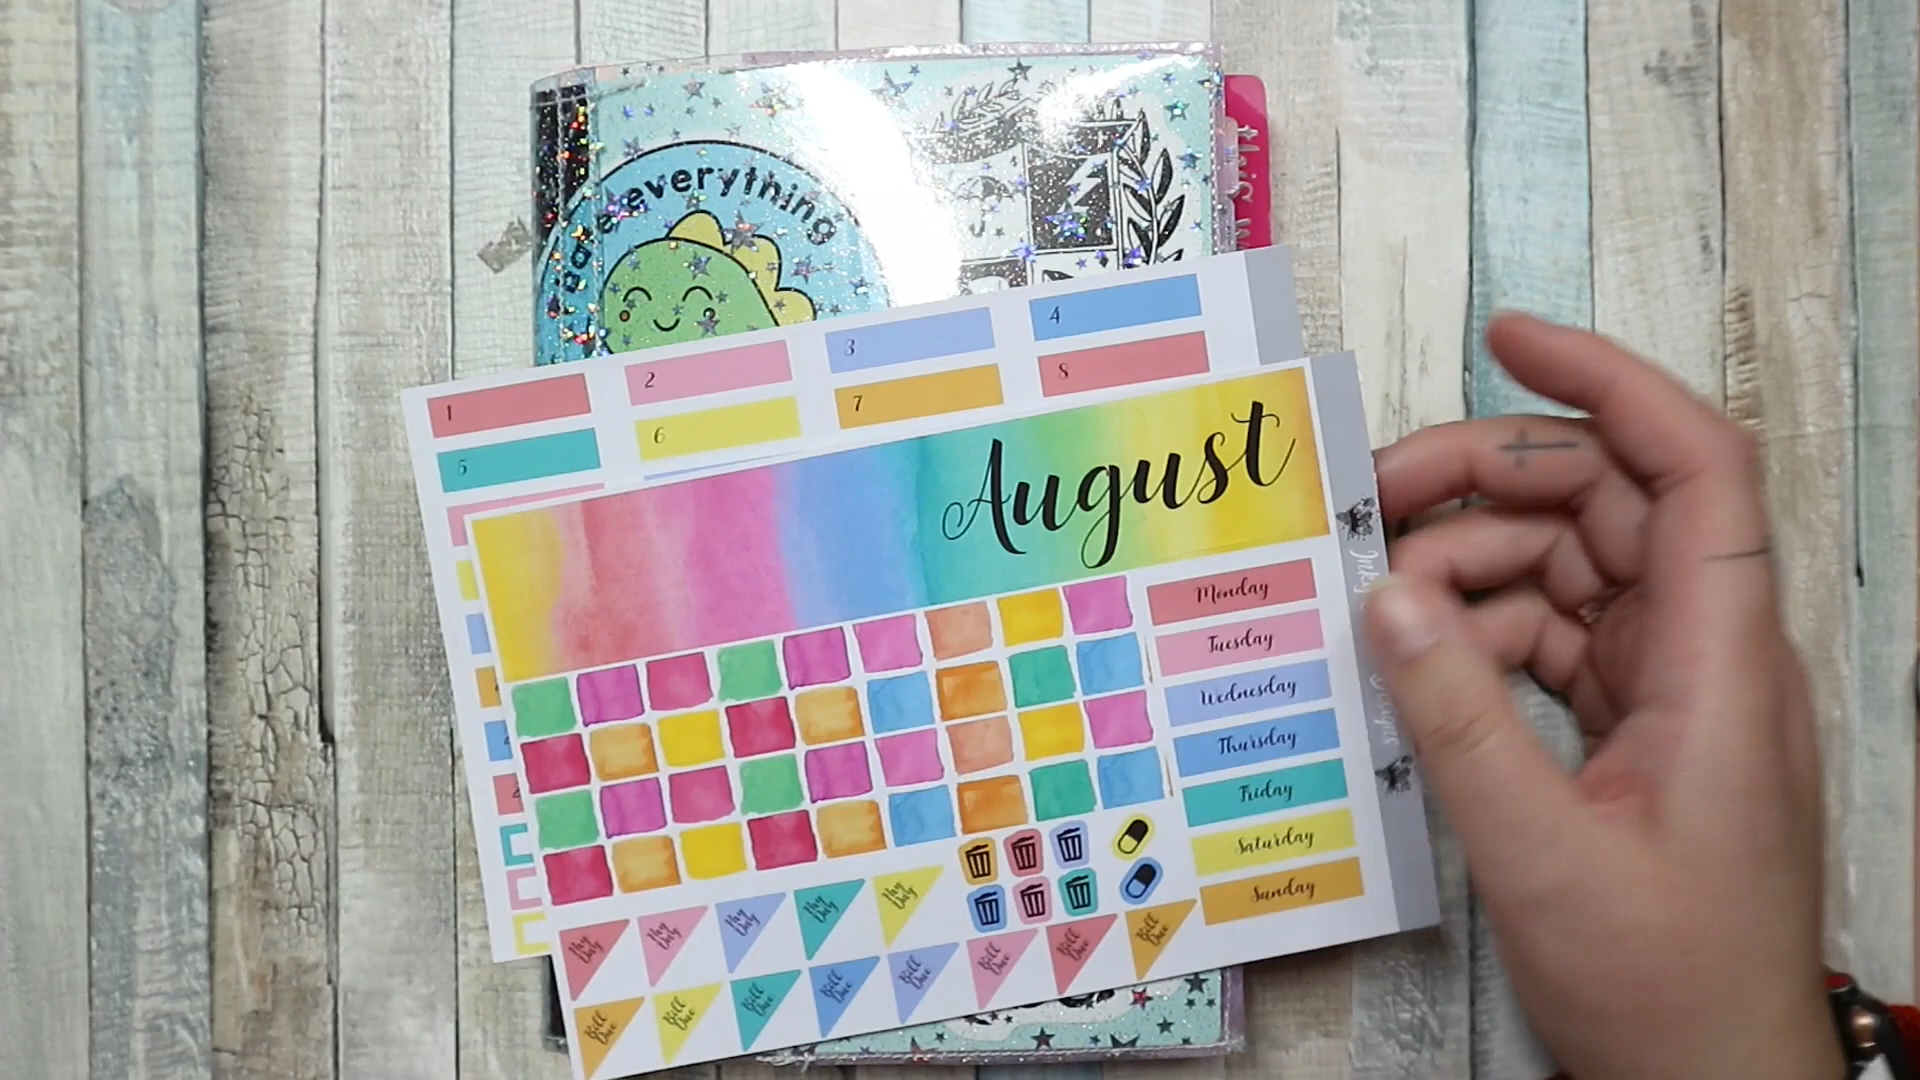 everything
this w
1
2
3
4
5
6
7
8
August
Monday
Tuesday
Wednesday
Thursday
Friday
Saturday
Sunday
Pay Day
Pay Day
Pay Day
Pay Day
Pay Day
Bill Due
Bill Due
Bill Due
Bill Due
Bill Due
Bill Due
Bill Due
Bill Due
Bill Due